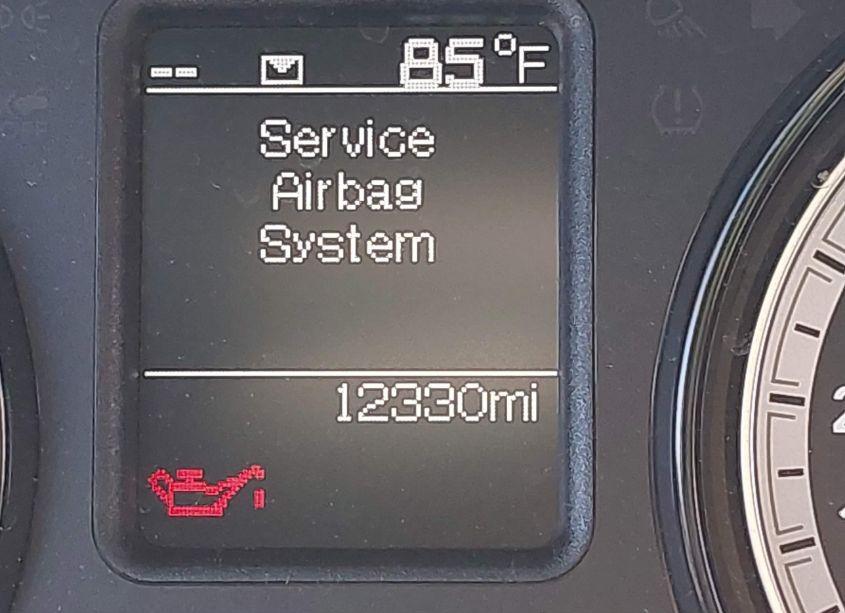 -- 85°F
Service
Airbag
System
12330mi